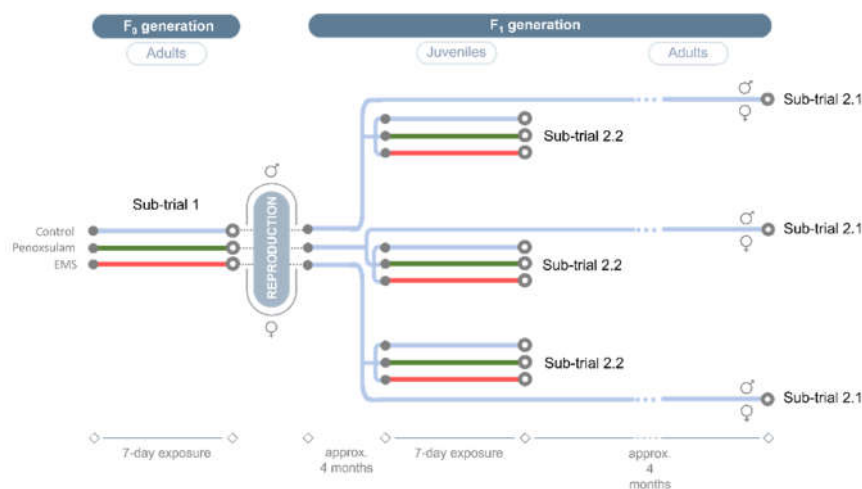 F0 generation
F1 generation
Adults
Juveniles
Adults
♂
♀
Sub-trial 2.1
Sub-trial 2.2
Sub-trial 1
♂
Control
Penoxsulam
EMS
REPRODUCTION
♀
♂
♀
Sub-trial 2.1
Sub-trial 2.2
Sub-trial 2.2
♂
♀
Sub-trial 2.1
7-day exposure
approx.
4 months
7-day exposure
approx.
4
months